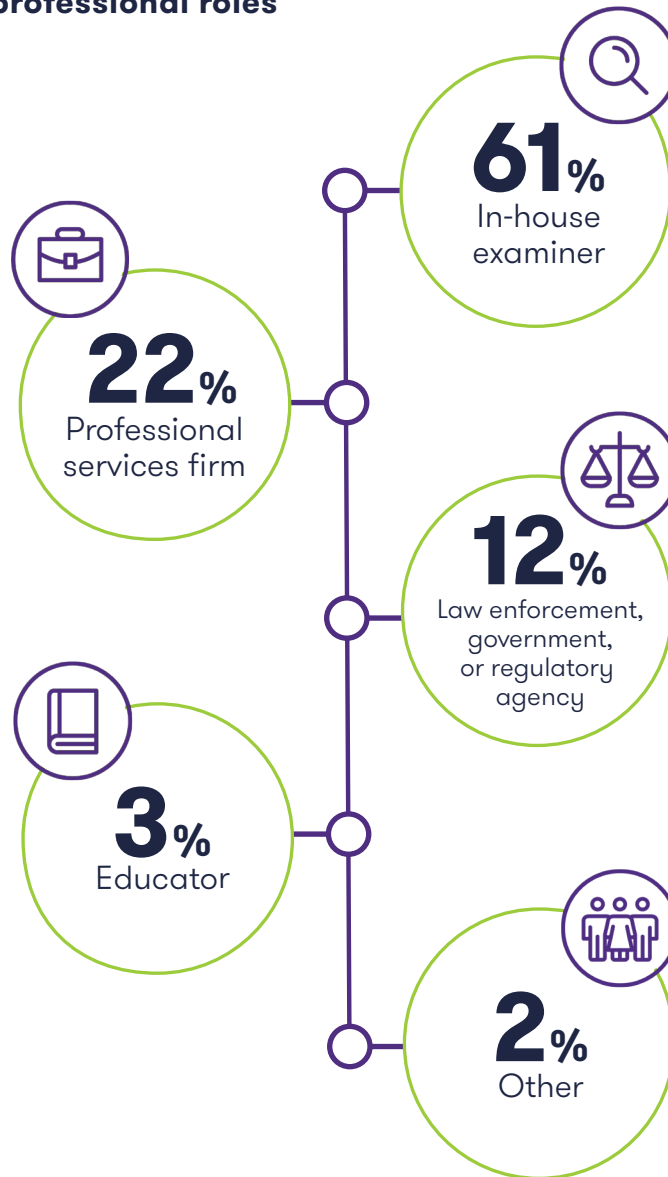 professional roles
61%
In-house
examiner
22%
Professional
services firm
12%
Law enforcement,
government,
or regulatory
agency
3%
Educator
2%
Other